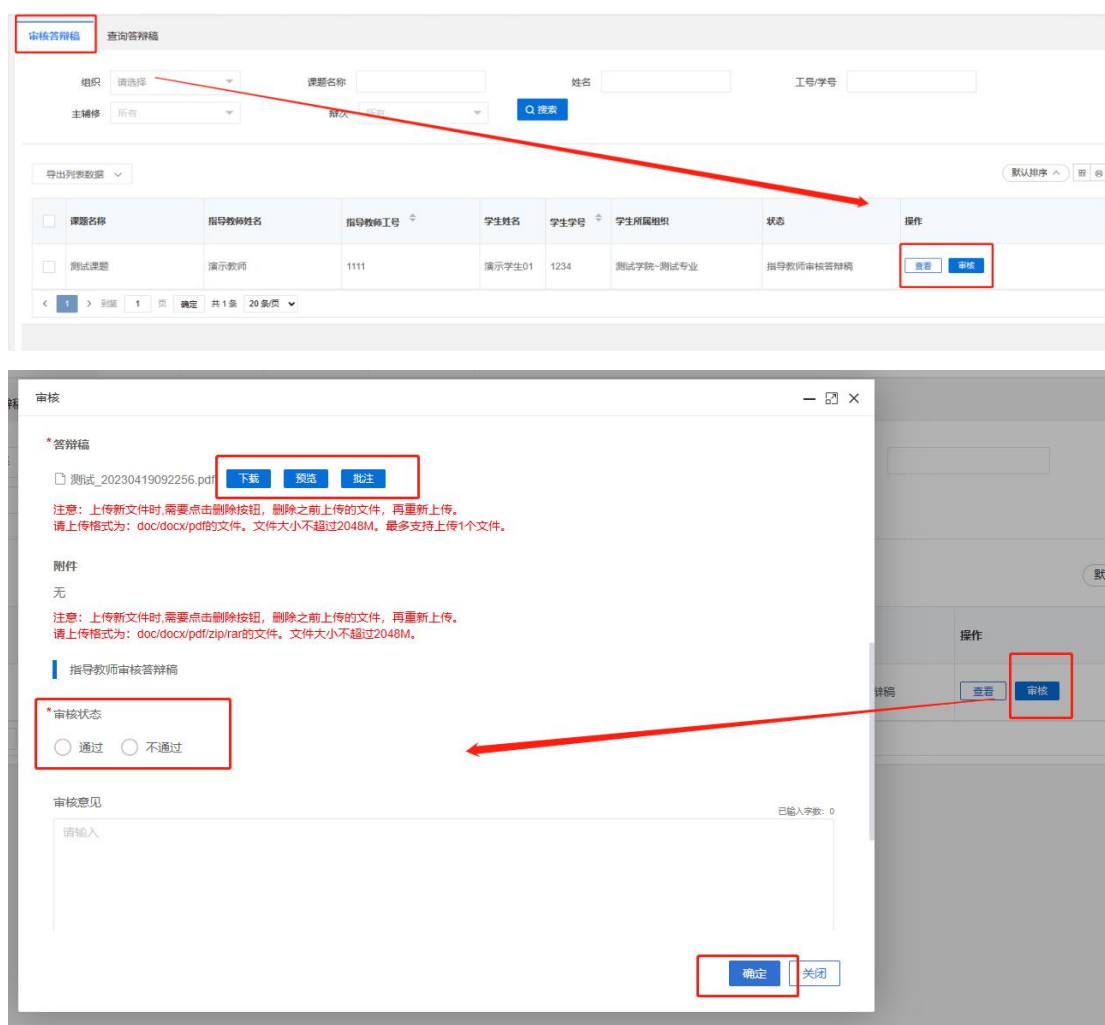 审核答辩稿 查询答辩稿
组织 请选择 课题名称 姓名 工号/学号
主辅修 所有 辩次 所有 搜索
导出列表数据 默认排序
课题名称 指导教师姓名 指导教师工号 学生姓名 学生学号 学生所属组织 状态 操作
测试课题 演示教师 1111 演示学生01 1234 测试学院~测试专业 指导教师审核答辩稿 查看 审核
< 1 > 到第 1 页 确定 共1条 20条/页
审核
*答辩稿
测试_20230419092256.pdf 下载 预览 批注
注意：上传新文件时,需要点击删除按钮，删除之前上传的文件，再重新上传。
请上传格式为：doc/docx/pdf的文件。文件大小不超过2048M。最多支持上传1个文件。
附件
无
注意：上传新文件时,需要点击删除按钮，删除之前上传的文件，再重新上传。
请上传格式为：doc/docx/pdf/zip/rar的文件。文件大小不超过2048M。
指导教师审核答辩稿
*审核状态
通过 不通过
审核意见
已输入字数：0
请输入
确定 关闭
默
操作
辩稿 查看 审核